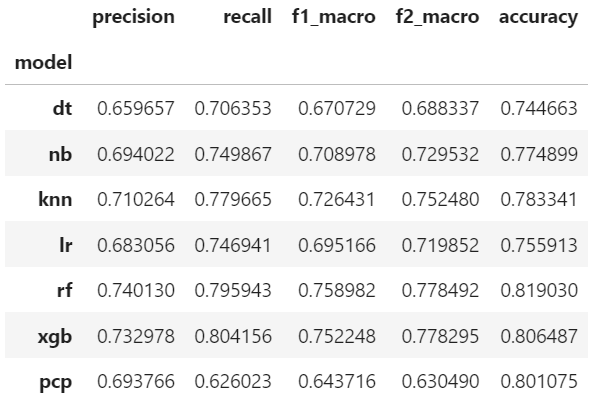 precision recall f1_macro f2_macro accuracy
model
dt 0.659657 0.706353 0.670729 0.688337 0.744663
nb 0.694022 0.749867 0.708978 0.729532 0.774899
knn 0.710264 0.779665 0.726431 0.752480 0.783341
lr 0.683056 0.746941 0.695166 0.719852 0.755913
rf 0.740130 0.795943 0.758982 0.778492 0.819030
xgb 0.732978 0.804156 0.752248 0.778295 0.806487
pcp 0.693766 0.626023 0.643716 0.630490 0.801075